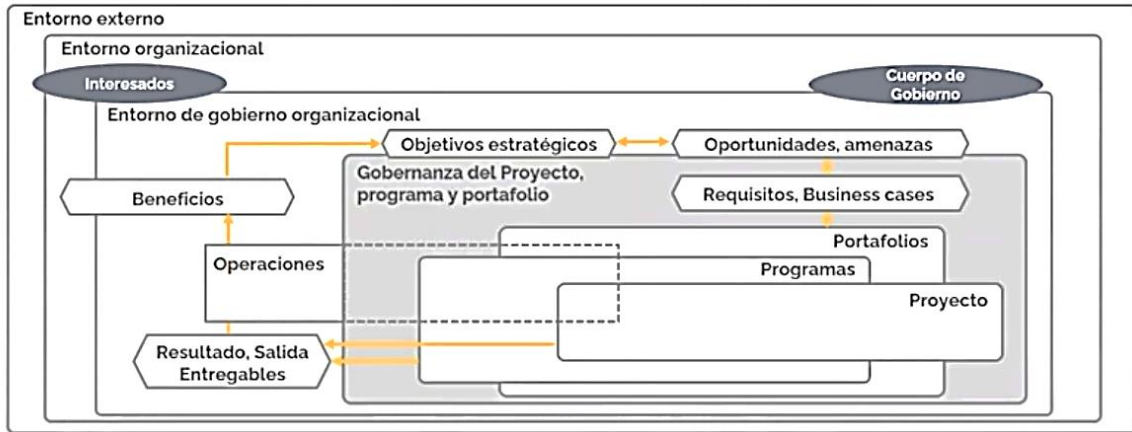 Entorno externo
Entorno organizacional
Interesados
Cuerpo de
Gobierno
Entorno de gobierno organizacional
Objetivos estratégicos
Oportunidades, amenazas
Gobernanza del Proyecto,
programa y portafolio
Beneficios
Requisitos, Business cases
Portafolios
Operaciones
Programas
Proyecto
Resultado, Salida
Entregables